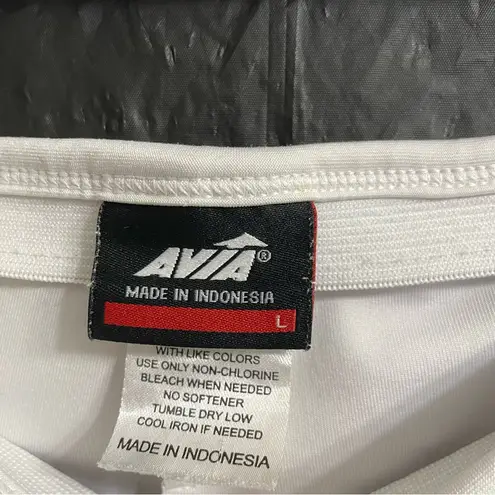 AVIA®
MADE IN INDONESIA
L
WITH LIKE COLORS
USE ONLY NON-CHLORINE
BLEACH WHEN NEEDED
NO SOFTENER
TUMBLE DRY LOW
COOL IRON IF NEEDED
MADE IN INDONESIA